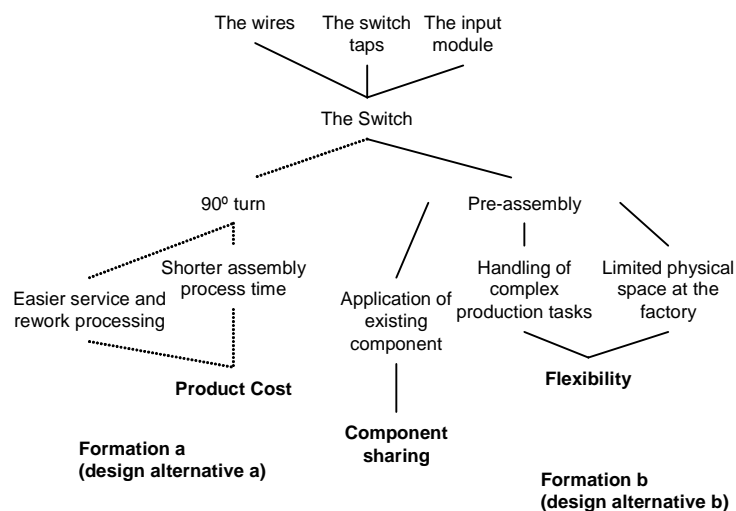 The wires
The switch
taps
The input
module
The Switch
90º turn
Pre-assembly
Easier service and
rework processing
Shorter assembly
process time
Application of
existing
component
Handling of
complex
production tasks
Limited physical
space at the
factory
Product Cost
Component
sharing
Flexibility
Formation a
(design alternative a)
Formation b
(design alternative b)